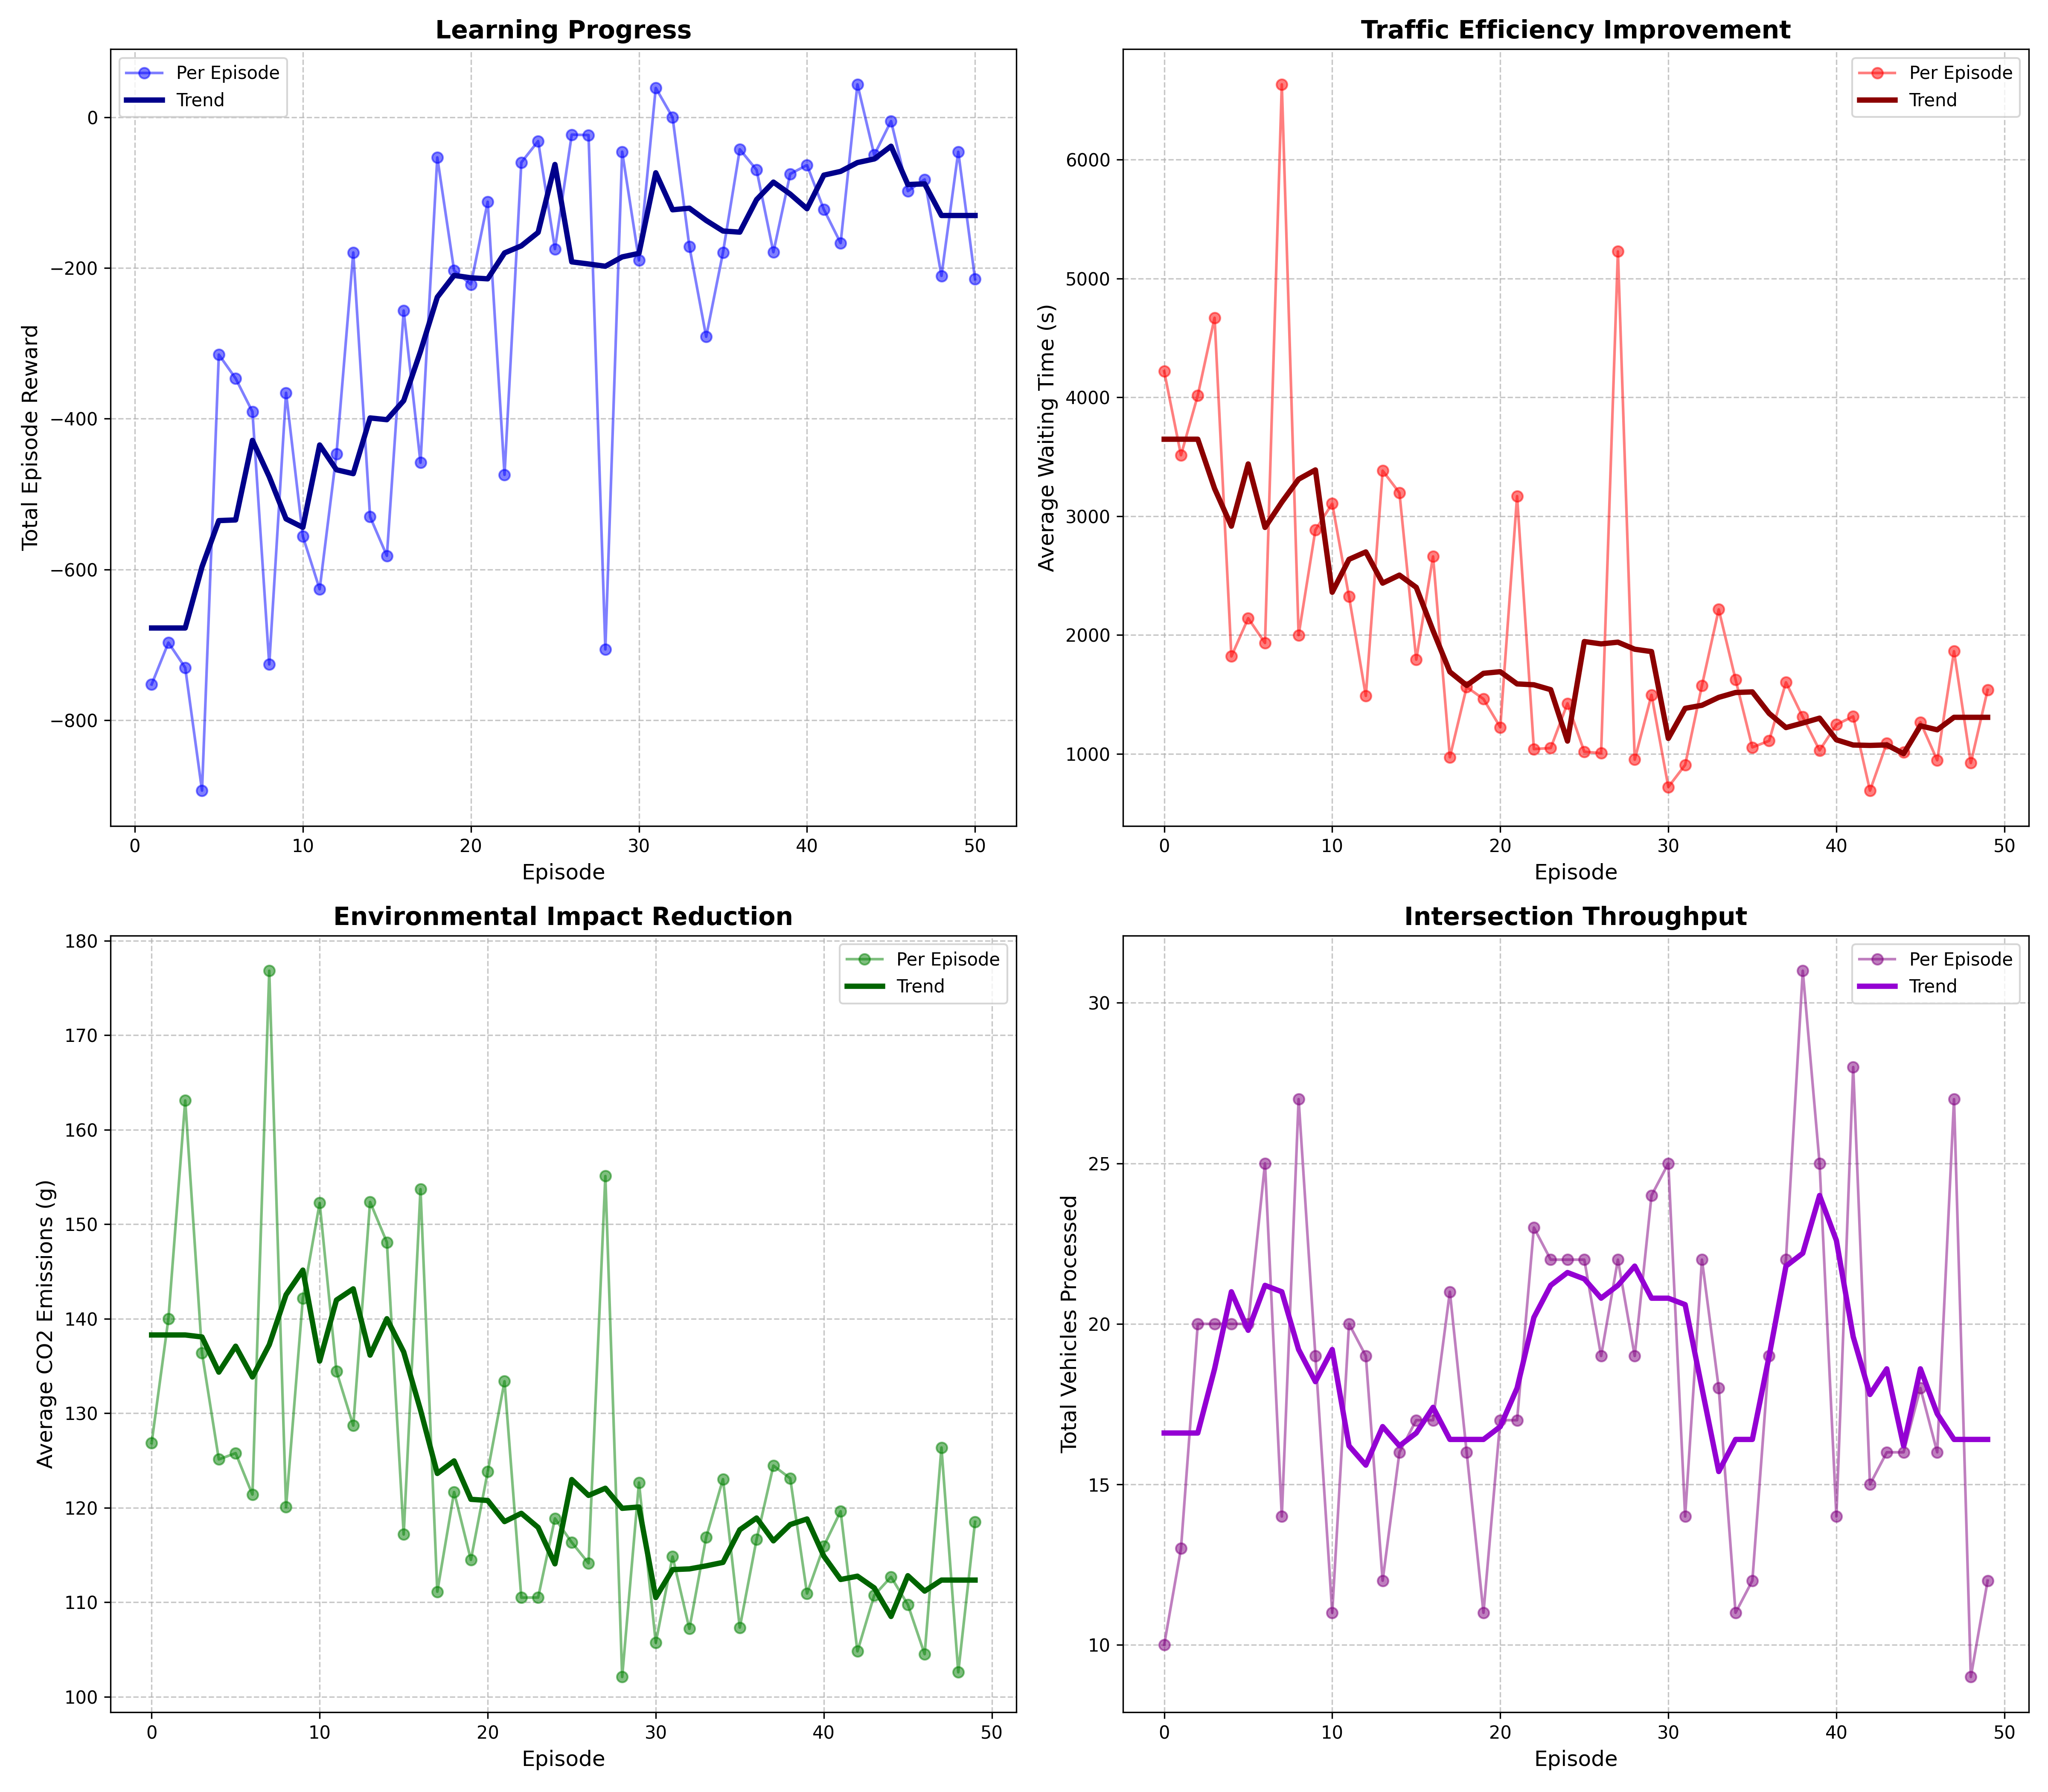 Learning Progress
Per Episode
Trend
0
−200
−400
−600
−800
Total Episode Reward
0 10 20 30 40 50
Episode
Traffic Efficiency Improvement
Per Episode
Trend
6000
5000
4000
3000
2000
1000
Average Waiting Time (s)
0 10 20 30 40 50
Episode
Environmental Impact Reduction
Per Episode
Trend
180
170
160
150
140
130
120
110
100
Average CO2 Emissions (g)
0 10 20 30 40 50
Episode
Intersection Throughput
Per Episode
Trend
30
25
20
15
10
Total Vehicles Processed
0 10 20 30 40 50
Episode